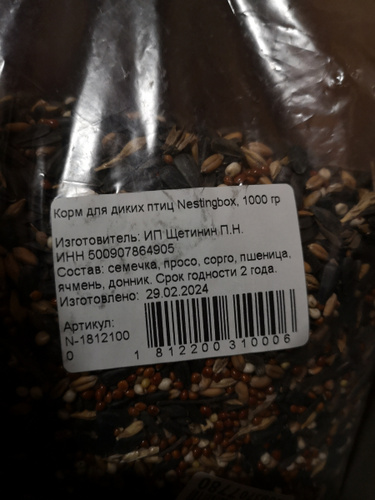 Корм для диких птиц Nestingbox, 1000 гр
Изготовитель: ИП Щетинин П.Н.
ИНН 500907864905
Состав: семечка, просо, сорго, пшеница,
ячмень, донник. Срок годности 2 года.
Изготовлено: 29.02.2024
Артикул:
N-1812100
0
1 812200 310006